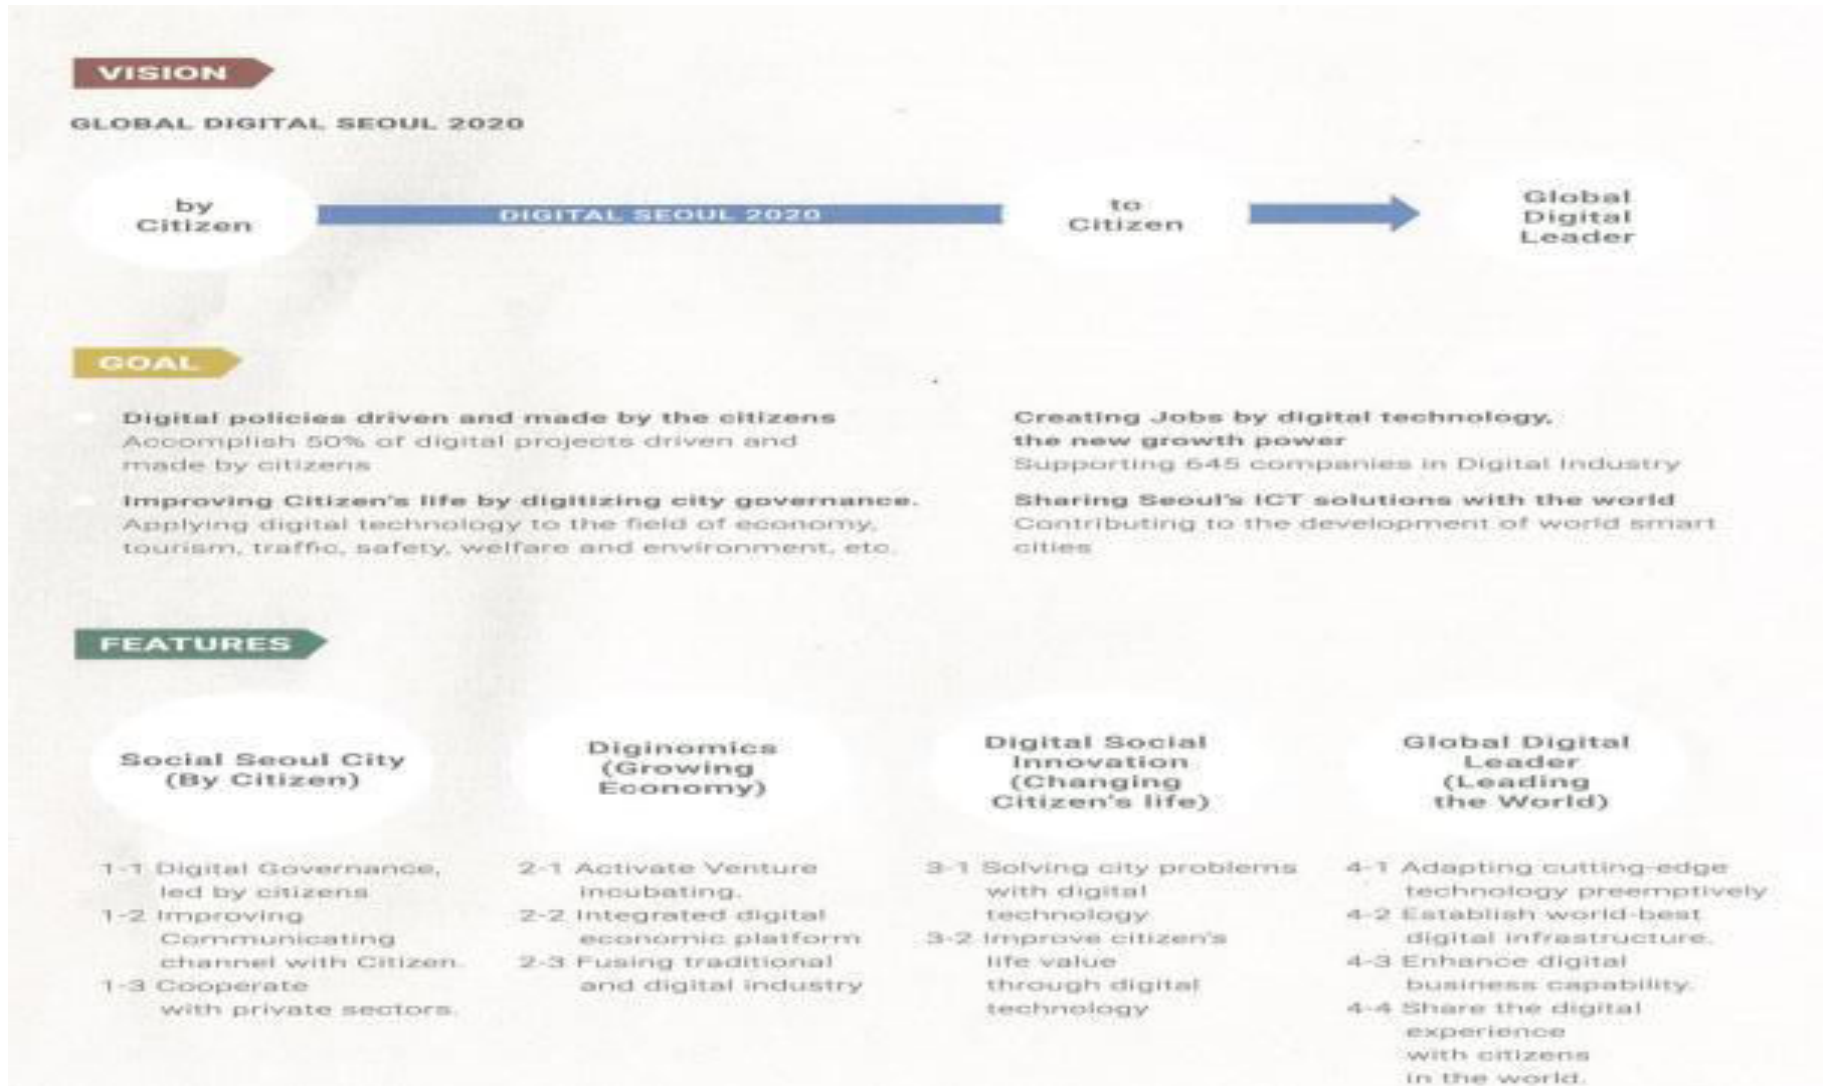 VISION
GLOBAL DIGITAL SEOUL 2020
by
Citizen
DIGITAL SEOUL 2020
to
Citizen
Global
Digital
Leader
GOAL
Digital policies driven and made by the citizens
Accomplish 50% of digital projects driven and
made by citizens
Improving Citizen's life by digitizing city governance.
Applying digital technology to the field of economy,
tourism, traffic, safety, welfare and environment, etc.
Creating Jobs by digital technology,
the new growth power
Supporting 645 companies in Digital Industry
Sharing Seoul's ICT solutions with the world
Contributing to the development of world smart
cities
FEATURES
Social Seoul City
(By Citizen)
1-1 Digital Governance,
led by citizens
1-2 Improving
Communicating
channel with Citizen.
1-3 Cooperate
with private sectors.
Diginomics
(Growing
Economy)
2-1 Activate Venture
incubating.
2-2 Integrated digital
economic platform
2-3 Fusing traditional
and digital industry
Digital Social
Innovation
(Changing
Citizen's life)
3-1 Solving city problems
with digital
technology
3-2 Improve citizen's
life value
through digital
technology
Global Digital
Leader
(Leading
the World)
4-1 Adapting cutting-edge
technology preemptively
4-2 Establish world-best
digital infrastructure.
4-3 Enhance digital
business capability.
4-4 Share the digital
experience
with citizens
in the world.